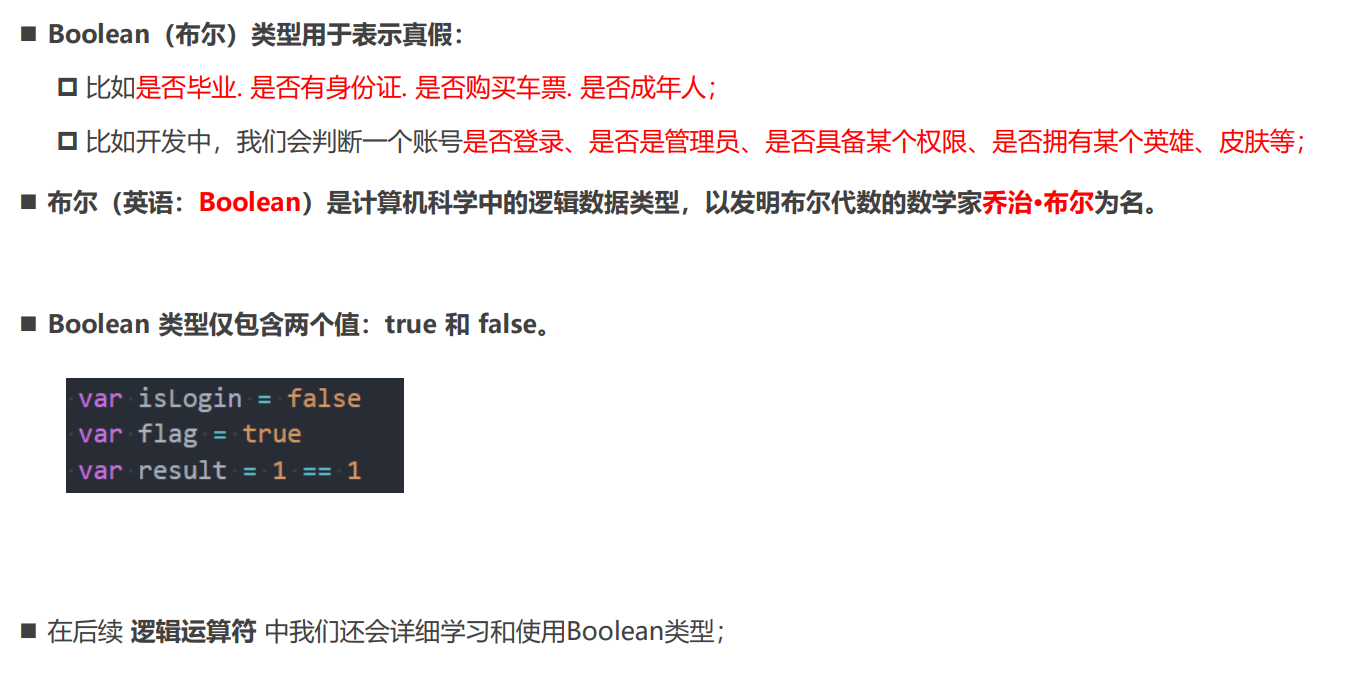 Boolean（布尔）类型用于表示真假：
比如是否毕业. 是否有身份证. 是否购买车票. 是否成年人；
比如开发中，我们会判断一个账号是否登录、是否是管理员、是否具备某个权限、是否拥有某个英雄、皮肤等；
布尔（英语：Boolean）是计算机科学中的逻辑数据类型，以发明布尔代数的数学家乔治·布尔为名。
Boolean 类型仅包含两个值：true 和 false。
var isLogin = false
var flag = true
var result = 1 == 1
在后续 逻辑运算符 中我们还会详细学习和使用Boolean类型；